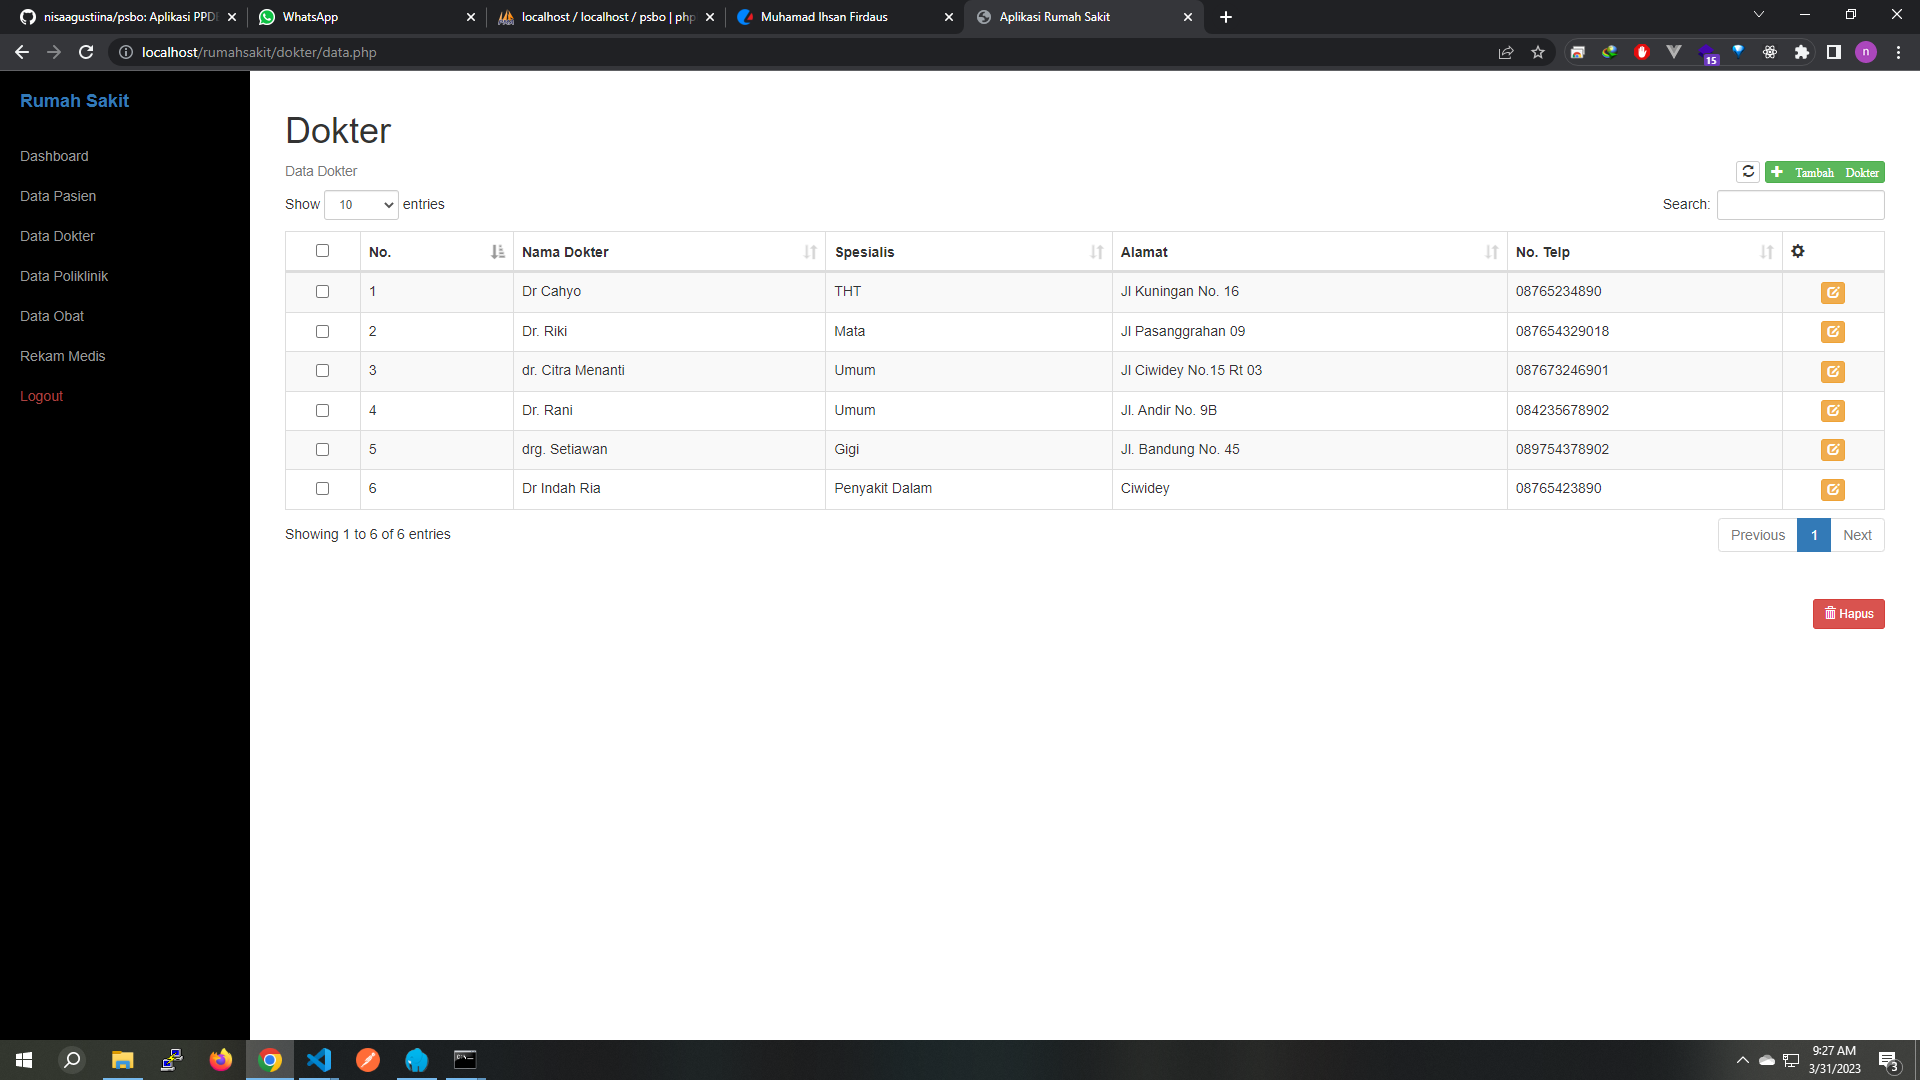 nisaagustiina/psbo: Aplikasi PPD
WhatsApp
localhost / localhost / psbo | php
Muhamad Ihsan Firdaus
Aplikasi Rumah Sakit
localhost/rumahsakit/dokter/data.php
15
n
Rumah Sakit
Dashboard
Data Pasien
Data Dokter
Data Poliklinik
Data Obat
Rekam Medis
Logout
Dokter
Data Dokter
Tambah Dokter
Show 10 entries
Search:
No. Nama Dokter Spesialis Alamat No. Telp
1 Dr Cahyo THT Jl Kuningan No. 16 08765234890
2 Dr. Riki Mata Jl Pasanggrahan 09 087654329018
3 dr. Citra Menanti Umum Jl Ciwidey No.15 Rt 03 087673246901
4 Dr. Rani Umum Jl. Andir No. 9B 084235678902
5 drg. Setiawan Gigi Jl. Bandung No. 45 089754378902
6 Dr Indah Ria Penyakit Dalam Ciwidey 08765423890
Showing 1 to 6 of 6 entries
Previous 1 Next
Hapus
9:27 AM
3/31/2023
3